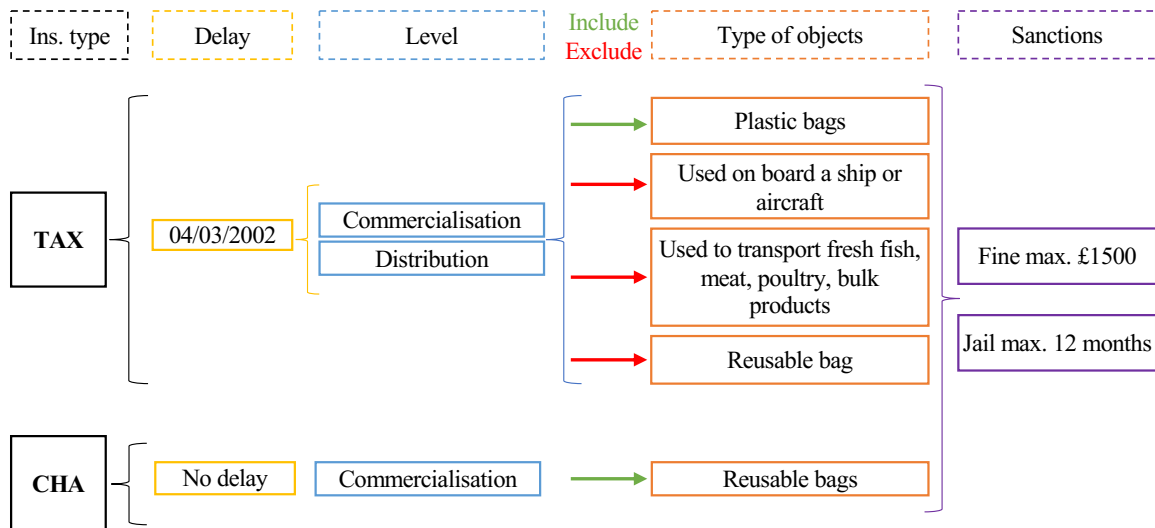 Ins. type
Delay
Level
Include
Exclude
Type of objects
Sanctions
TAX
04/03/2002
Commercialisation
Distribution
Plastic bags
Used on board a ship or
aircraft
Used to transport fresh fish,
meat, poultry, bulk
products
Reusable bag
Fine max. £1500
Jail max. 12 months
CHA
No delay
Commercialisation
Reusable bags